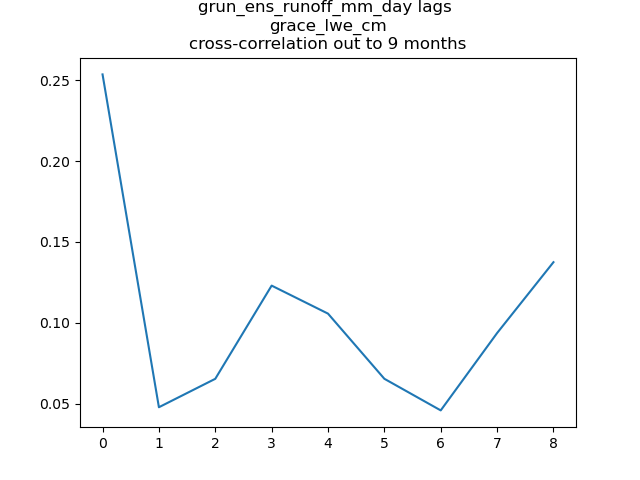 grun_ens_runoff_mm_day lags
grace_lwe_cm
cross-correlation out to 9 months
0.25
0.20
0.15
0.10
0.05
0 1 2 3 4 5 6 7 8